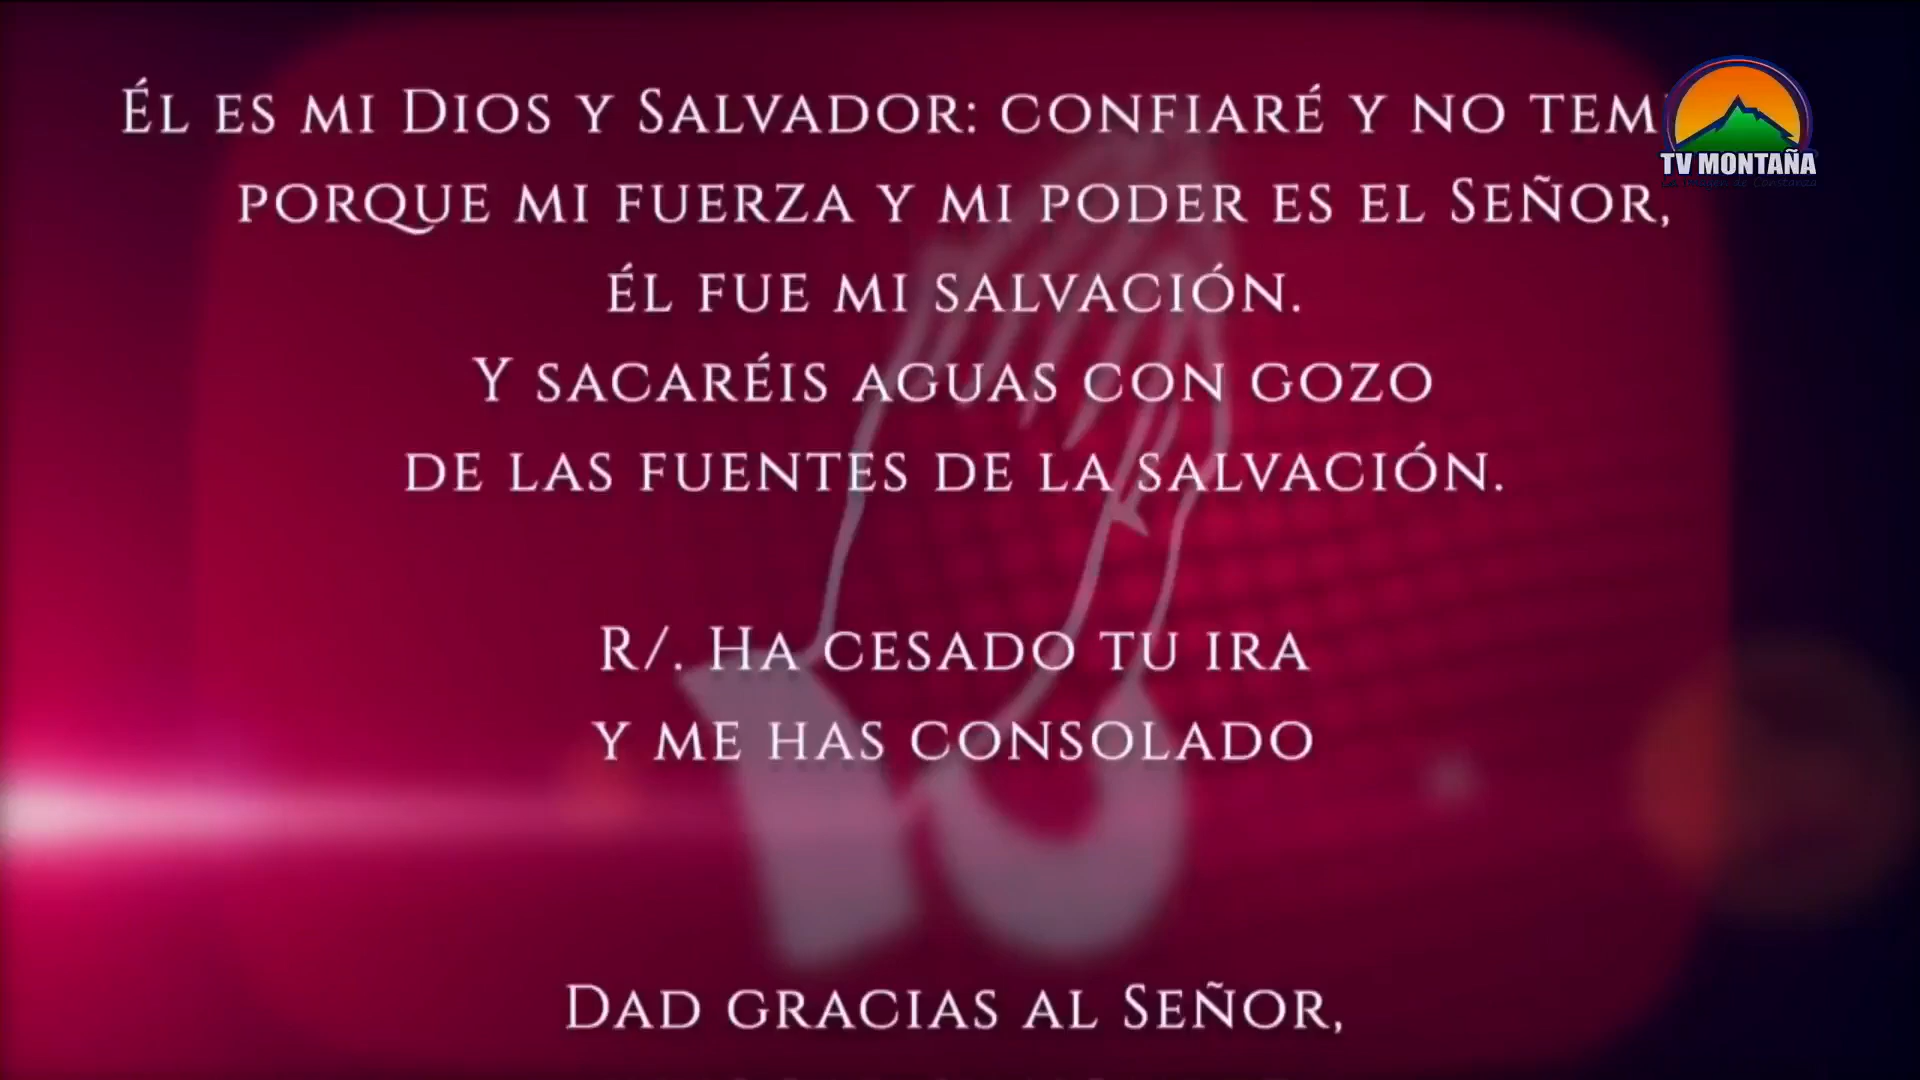 Él es mi Dios y Salvador: confiaré y no
porque mi fuerza y mi poder es el Señor,
él fue mi salvación.
Y sacaréis aguas con gozo
de las fuentes de la salvación.
R/. Ha cesado tu ira
y me has consolado
Dad gracias al Señor,
TV MONTAÑA